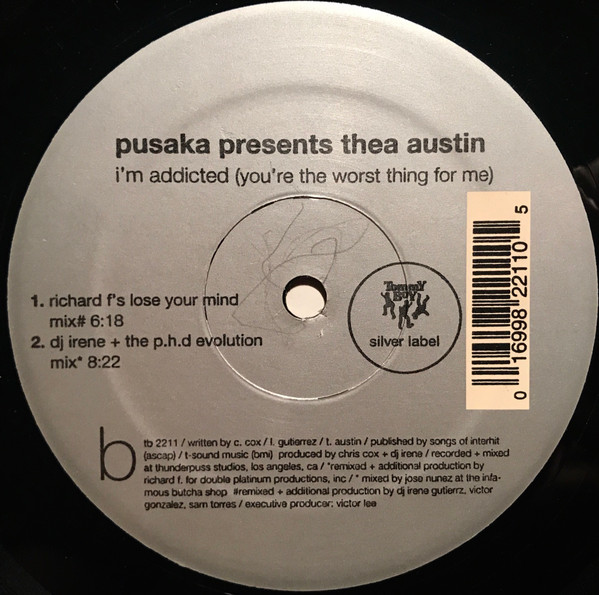 pusaka presents thea austin
i'm addicted (you're the worst thing for me)
1. richard f's lose your mind
mix# 6:18
2. dj irene + the p.h.d evolution
mix* 8:22
Tommy
Boy
silver label
0 16998 22110 5
b
tb 2211 / written by c. cox / l. gutierrez / t. austin / published by songs of interhit
(ascap) / t-sound music (bmi) produced by chris cox + dj irene / recorded + mixed
at thunderpuss studios, los angeles, ca / *remixed + additional production by
richard f. for double platinum productions, inc / * mixed by jose nunez at the infa-
mous butcha shop #remixed + additional production by dj irene gutierrz, victor
gonzalez, sam torres / executive producer: victor lee